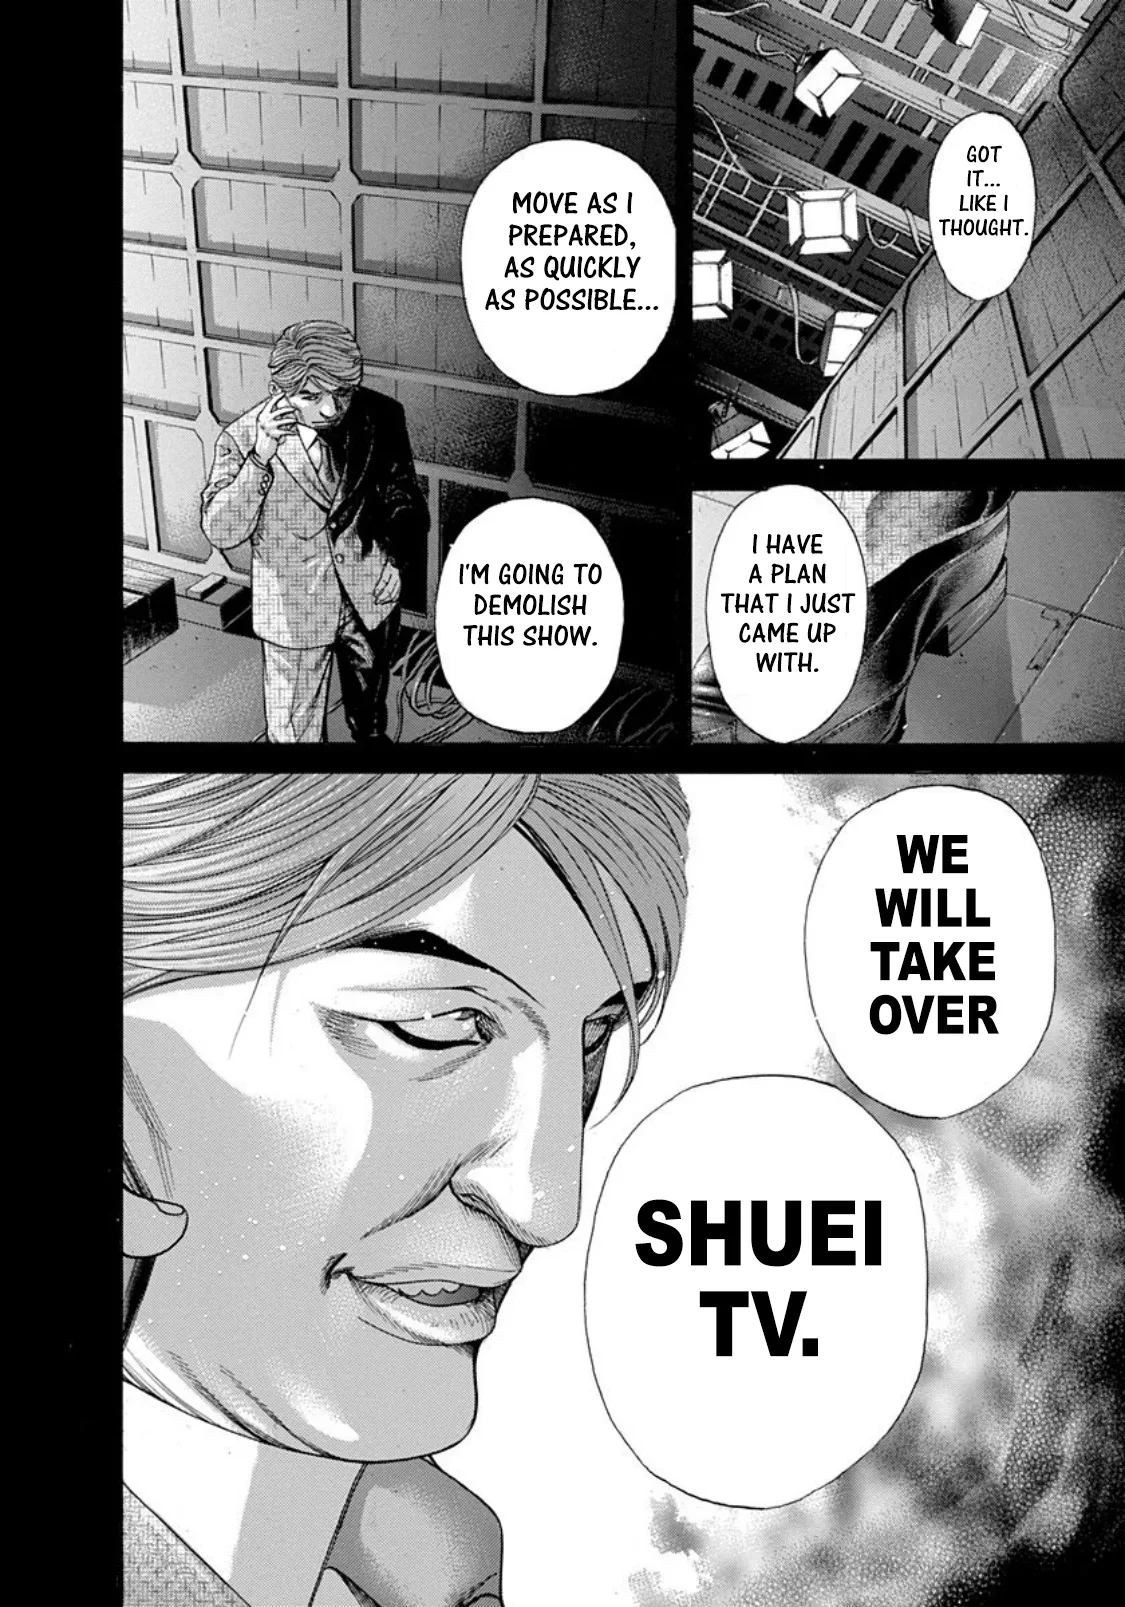 GOT
IT...
LIKE I
THOUGHT.
I HAVE
A PLAN
THAT I JUST
CAME UP
WITH.
MOVE AS I
PREPARED,
AS QUICKLY
AS POSSIBLE...
I'M GOING TO
DEMOLISH
THIS SHOW.
WE
WILL
TAKE
OVER
SHUEI
TV.